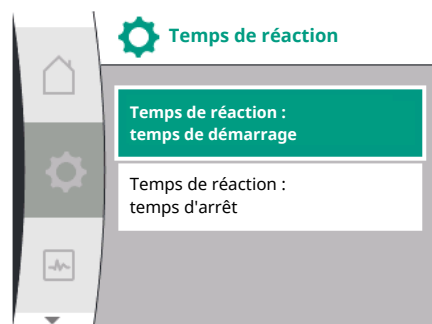 Temps de réaction
Temps de réaction :
temps de démarrage
Temps de réaction :
temps d'arrêt